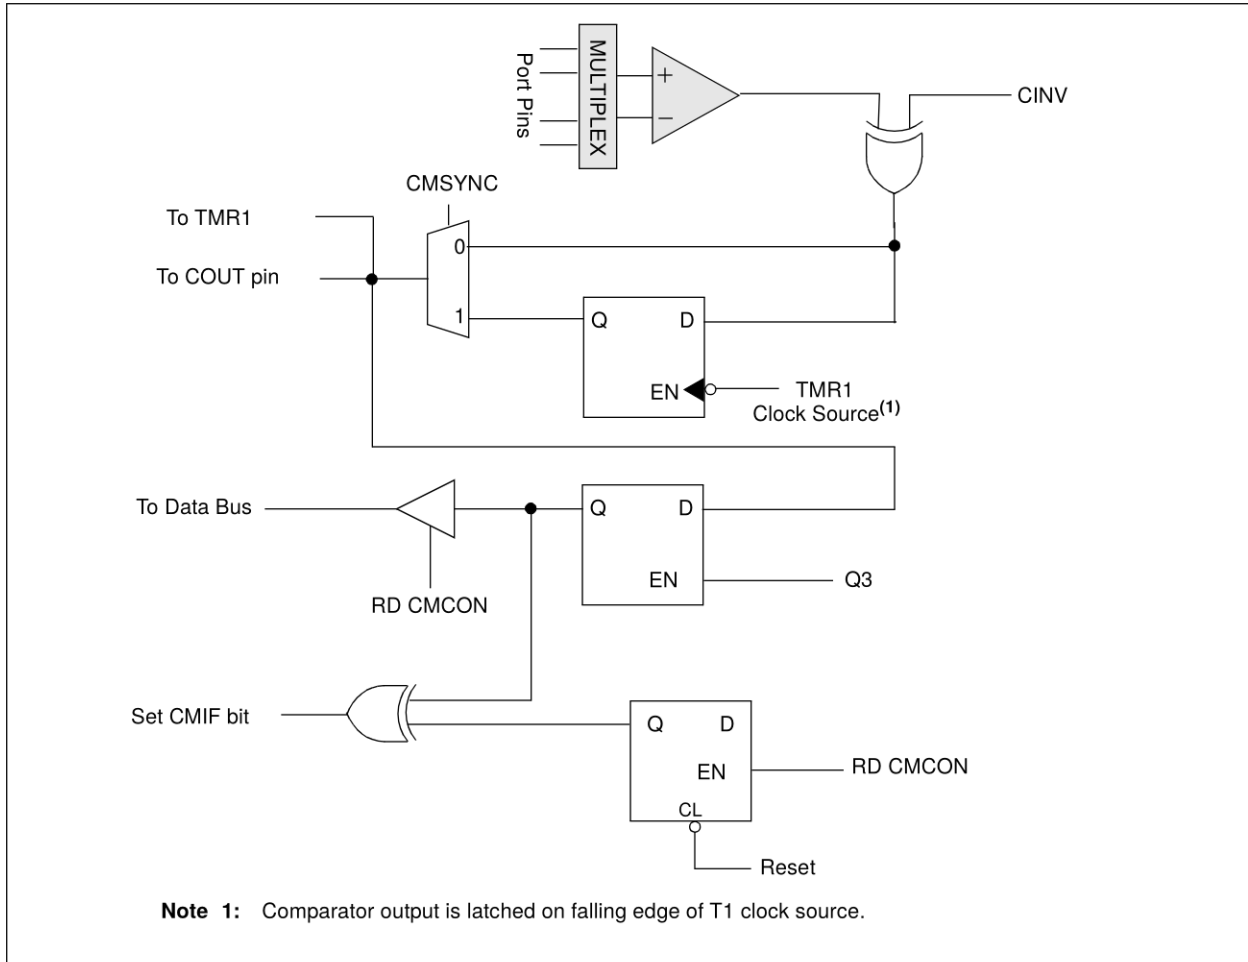 Port Pins
MULTIPLEX
+
−
CINV
CMSYNC
To TMR1
0
To COUT pin
1
Q D
EN
TMR1
Clock Source(1)
To Data Bus
Q D
EN
Q3
RD CMCON
Set CMIF bit
Q D
EN
RD CMCON
CL
Reset
Note 1: Comparator output is latched on falling edge of T1 clock source.